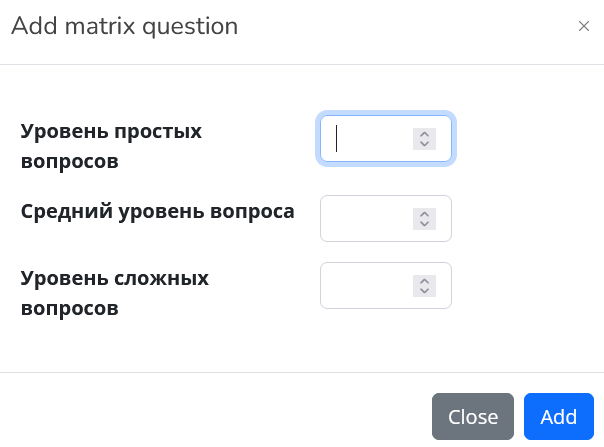 Add matrix question
×
Уровень простых
вопросов
Средний уровень вопроса
Уровень сложных
вопросов
Close
Add